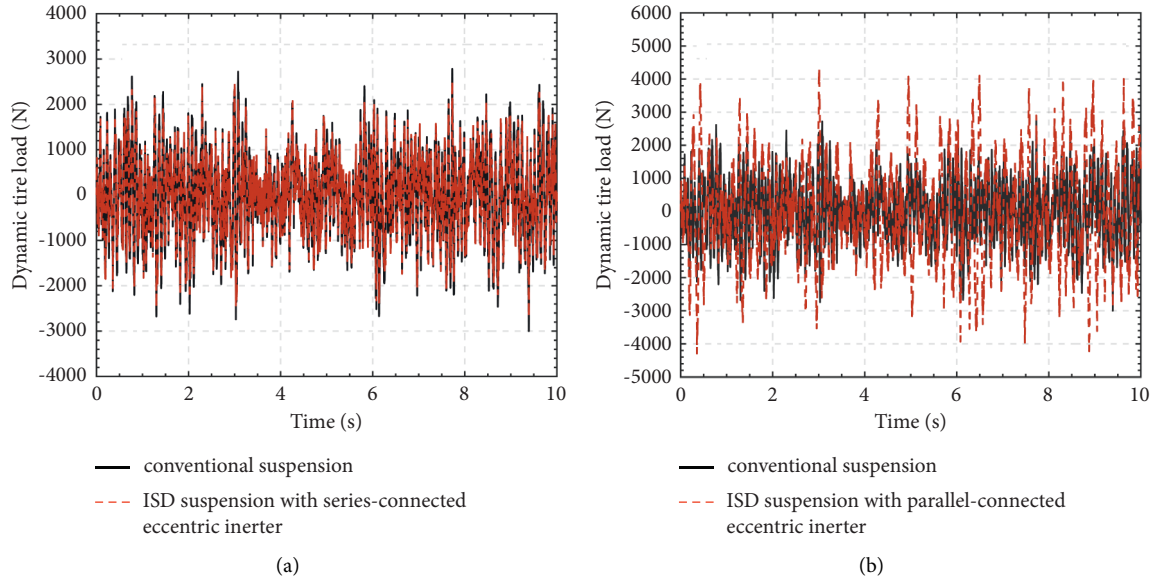 Dynamic tire load (N)
4000
3000
2000
1000
0
-1000
-2000
-3000
-4000
0
2
4
6
8
10
Time (s)
conventional suspension
ISD suspension with series-connected
eccentric inerter
(a)
Dynamic tire load (N)
6000
5000
4000
3000
2000
1000
0
-1000
-2000
-3000
-4000
-5000
0
2
4
6
8
10
Time (s)
conventional suspension
ISD suspension with parallel-connected
eccentric inerter
(b)